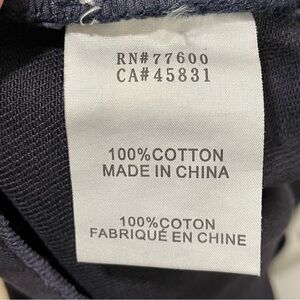 RN#77600
CA#45831
100%COTTON
MADE IN CHINA
100%COTON
FABRIQUÉ EN CHINE